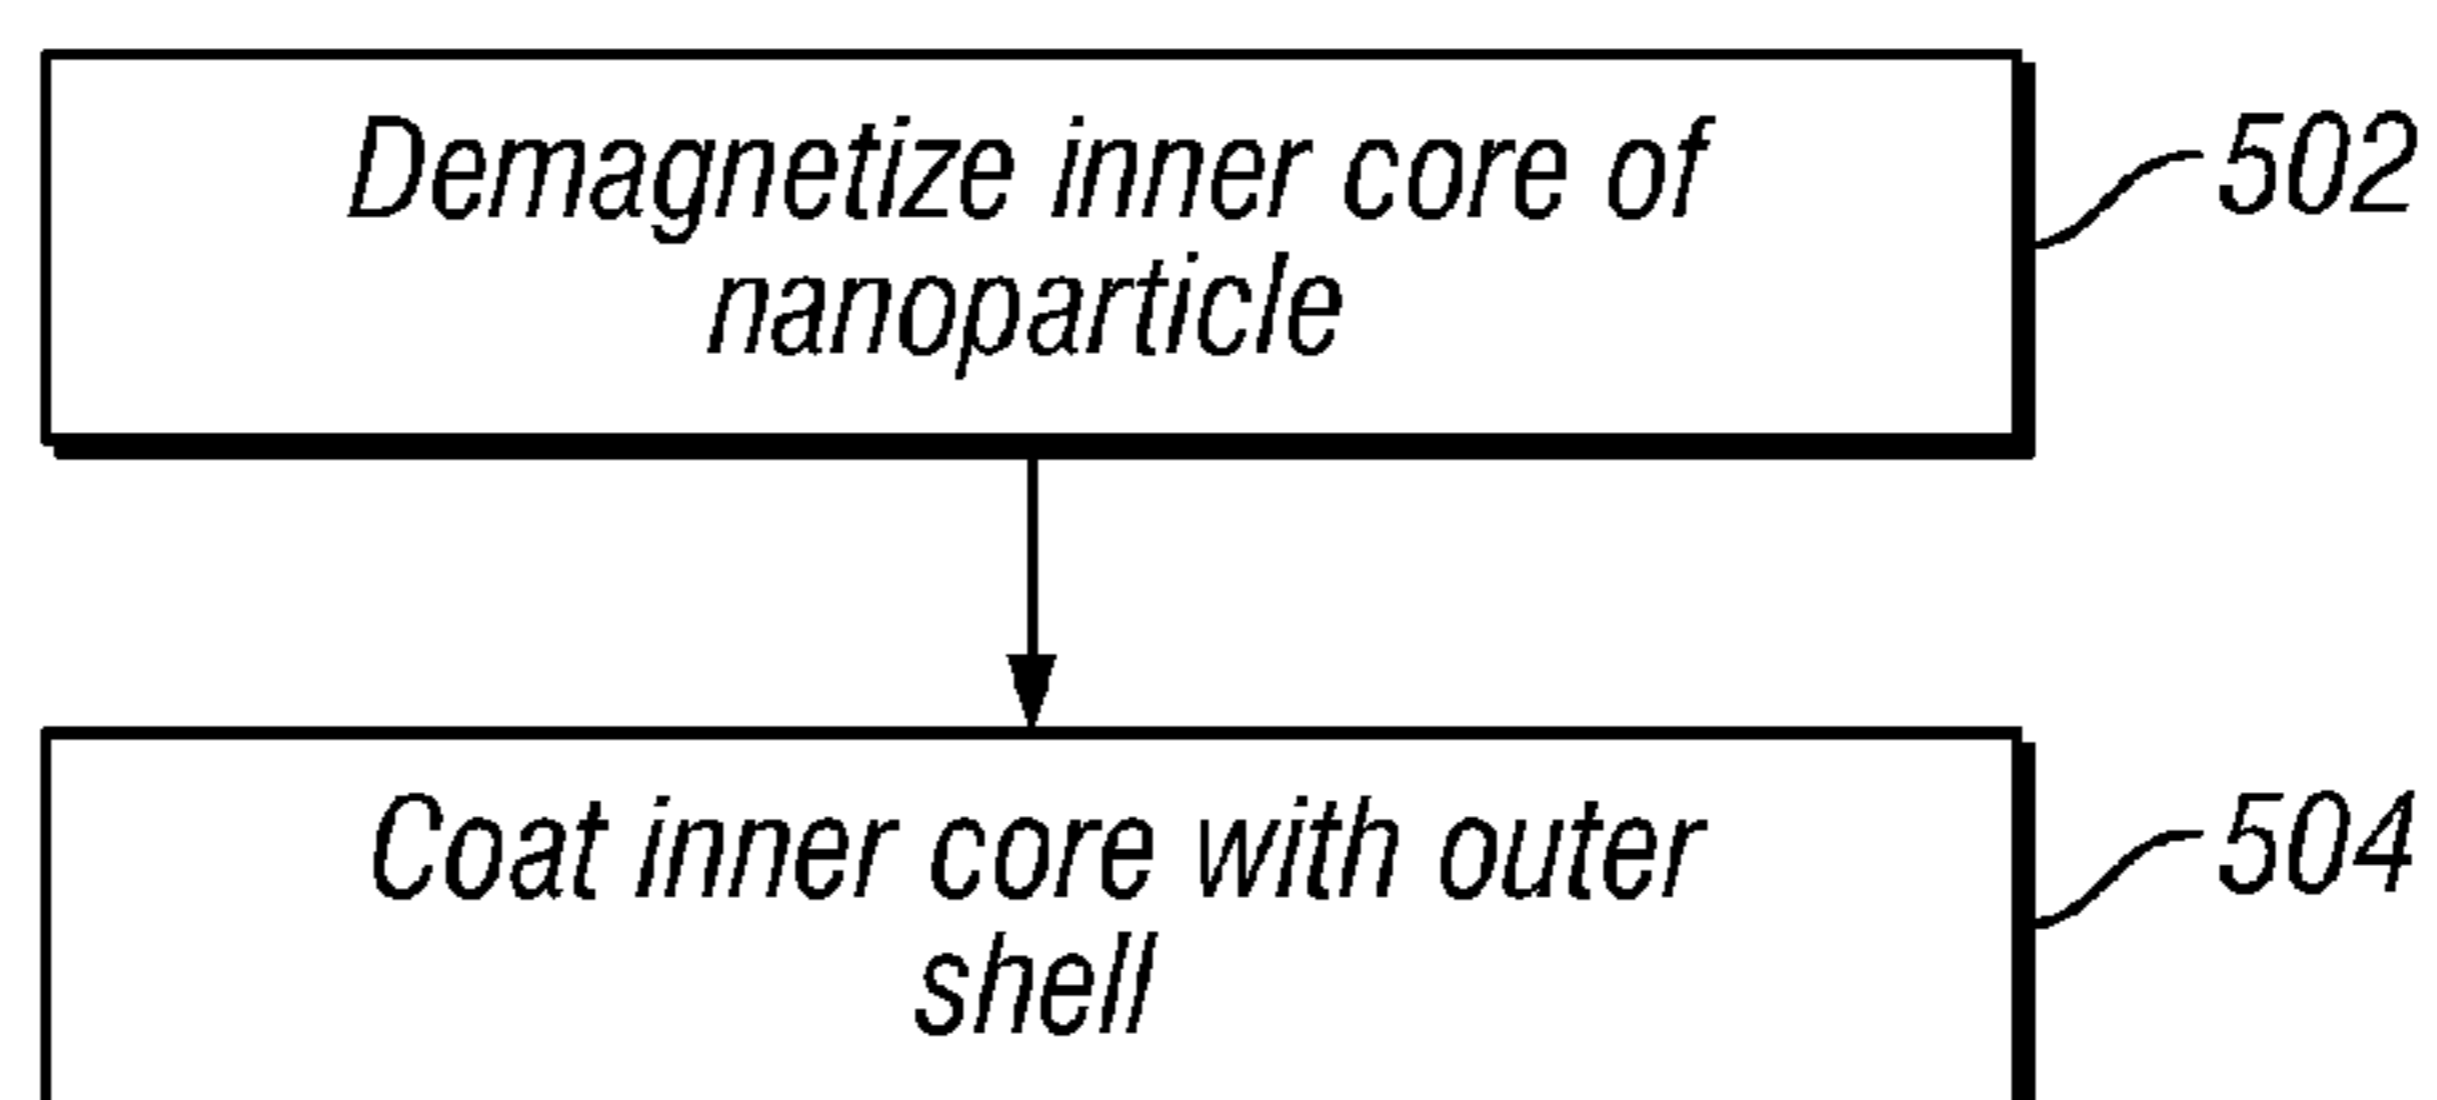 Demagnetize inner core of
nanoparticle
502
Coat inner core with outer
shell
504